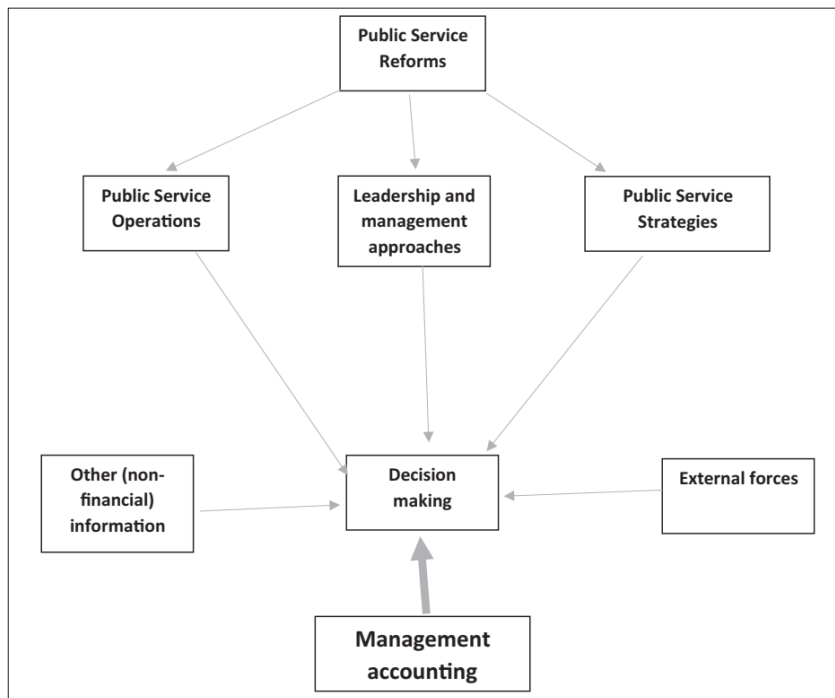 Public Service
Reforms
Public Service
Operations
Leadership and
management
approaches
Public Service
Strategies
Other (non-
financial)
information
Decision
making
External forces
Management
accounting